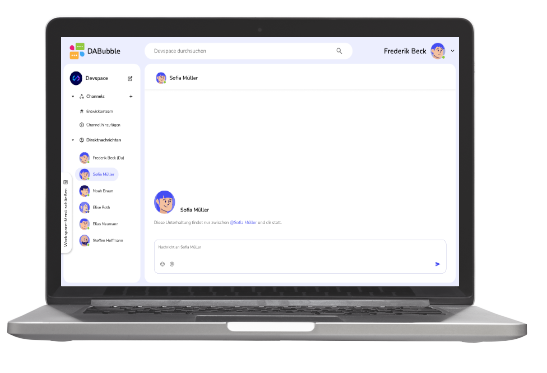 DABubble
Devspace durchsuchen
Frederik Beck
Devspace
Channels
# Entwicklerteam
Channel hinzufügen
Direktnachrichten
Frederik Beck (Du)
Sofia Müller
Noah Braun
Elise Roth
Elias Neumann
Steffen Hoffmann
Workspace-Menü schließen
Sofia Müller
Sofia Müller
Diese Unterhaltung findet nur zwischen @Sofia Müller und dir statt.
Nachricht an Sofia Müller